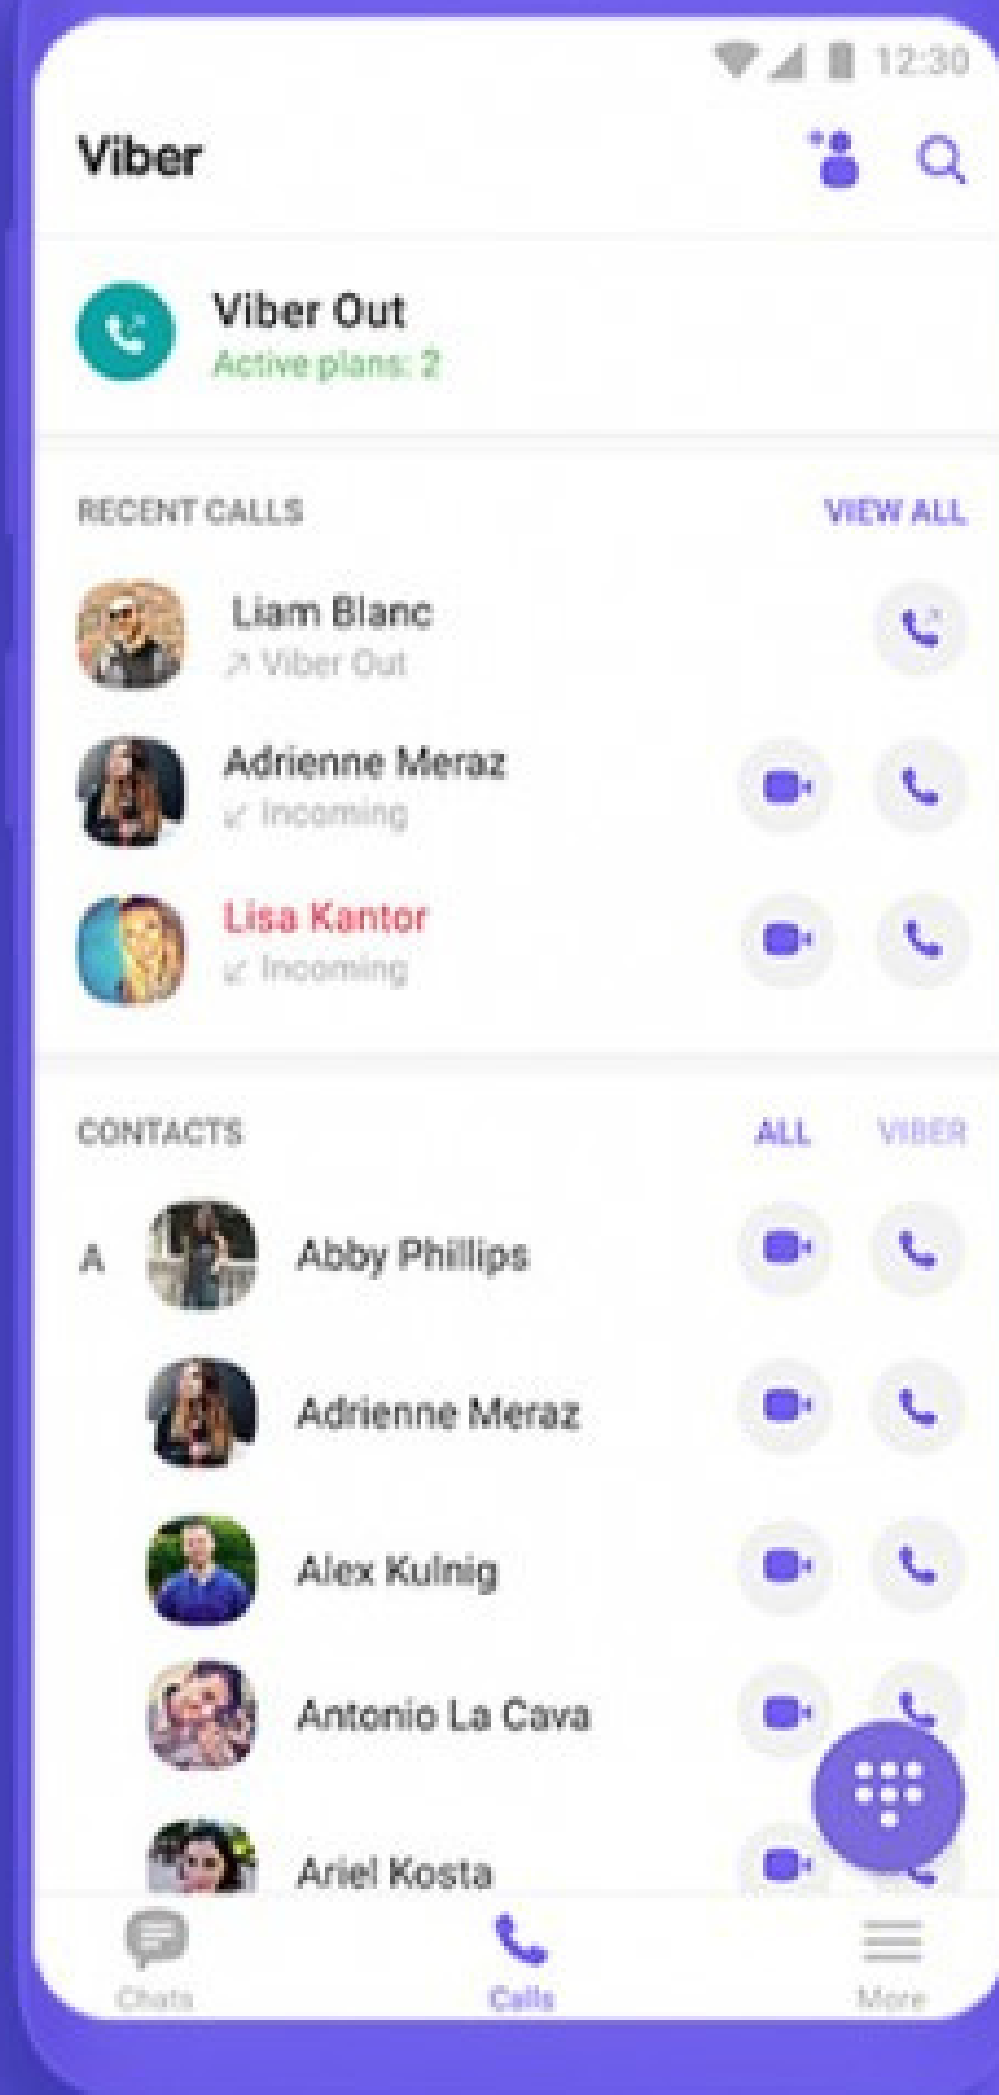 12:30
Viber
Viber Out
Active plans: 2
RECENT CALLS VIEW ALL
Liam Blanc
Viber Out
Adrienne Meraz
Incoming
Lisa Kantor
Incoming
CONTACTS ALL VIBER
A Abby Phillips
Adrienne Meraz
Alex Kulnig
Antonio La Cava
Ariel Kosta
Chats Calls More